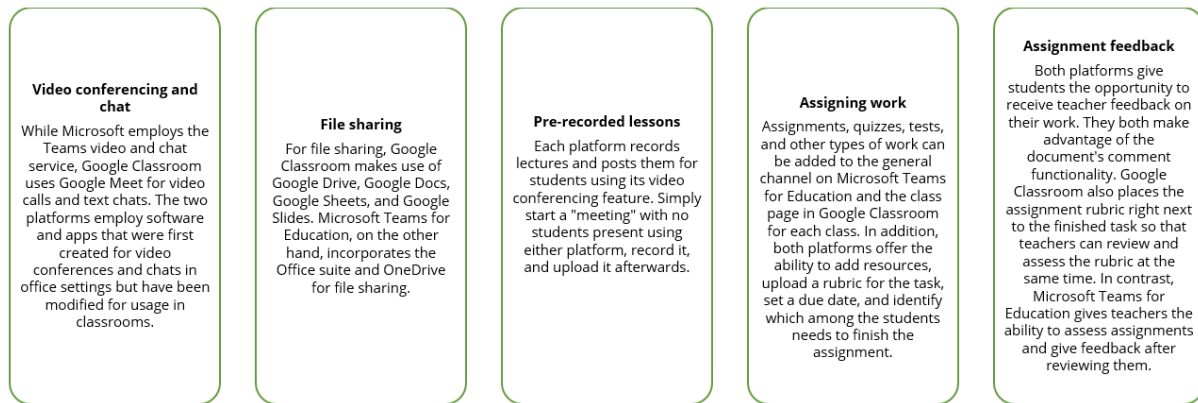 Video conferencing and
chat
While Microsoft employs the
Teams video and chat
service, Google Classroom
uses Google Meet for video
calls and text chats. The two
platforms employ software
and apps that were first
created for video
conferences and chats in
office settings but have been
modified for usage in
classrooms.
File sharing
For file sharing, Google
Classroom makes use of
Google Drive, Google Docs,
Google Sheets, and Google
Slides. Microsoft Teams for
Education, on the other
hand, incorporates the
Office suite and OneDrive
for file sharing.
Pre-recorded lessons
Each platform records
lectures and posts them for
students using its video
conferencing feature. Simply
start a "meeting" with no
students present using
either platform, record it,
and upload it afterwards.
Assigning work
Assignments, quizzes, tests,
and other types of work can
be added to the general
channel on Microsoft Teams
for Education and the class
page in Google Classroom
for each class. In addition,
both platforms offer the
ability to add resources,
upload a rubric for the task,
set a due date, and identify
which among the students
needs to finish the
assignment.
Assignment feedback
Both platforms give
students the opportunity to
receive teacher feedback on
their work. They both make
advantage of the
document's comment
functionality. Google
Classroom also places the
assignment rubric right next
to the finished task so that
teachers can review and
assess the rubric at the
same time. In contrast,
Microsoft Teams for
Education gives teachers the
ability to assess assignments
and give feedback after
reviewing them.